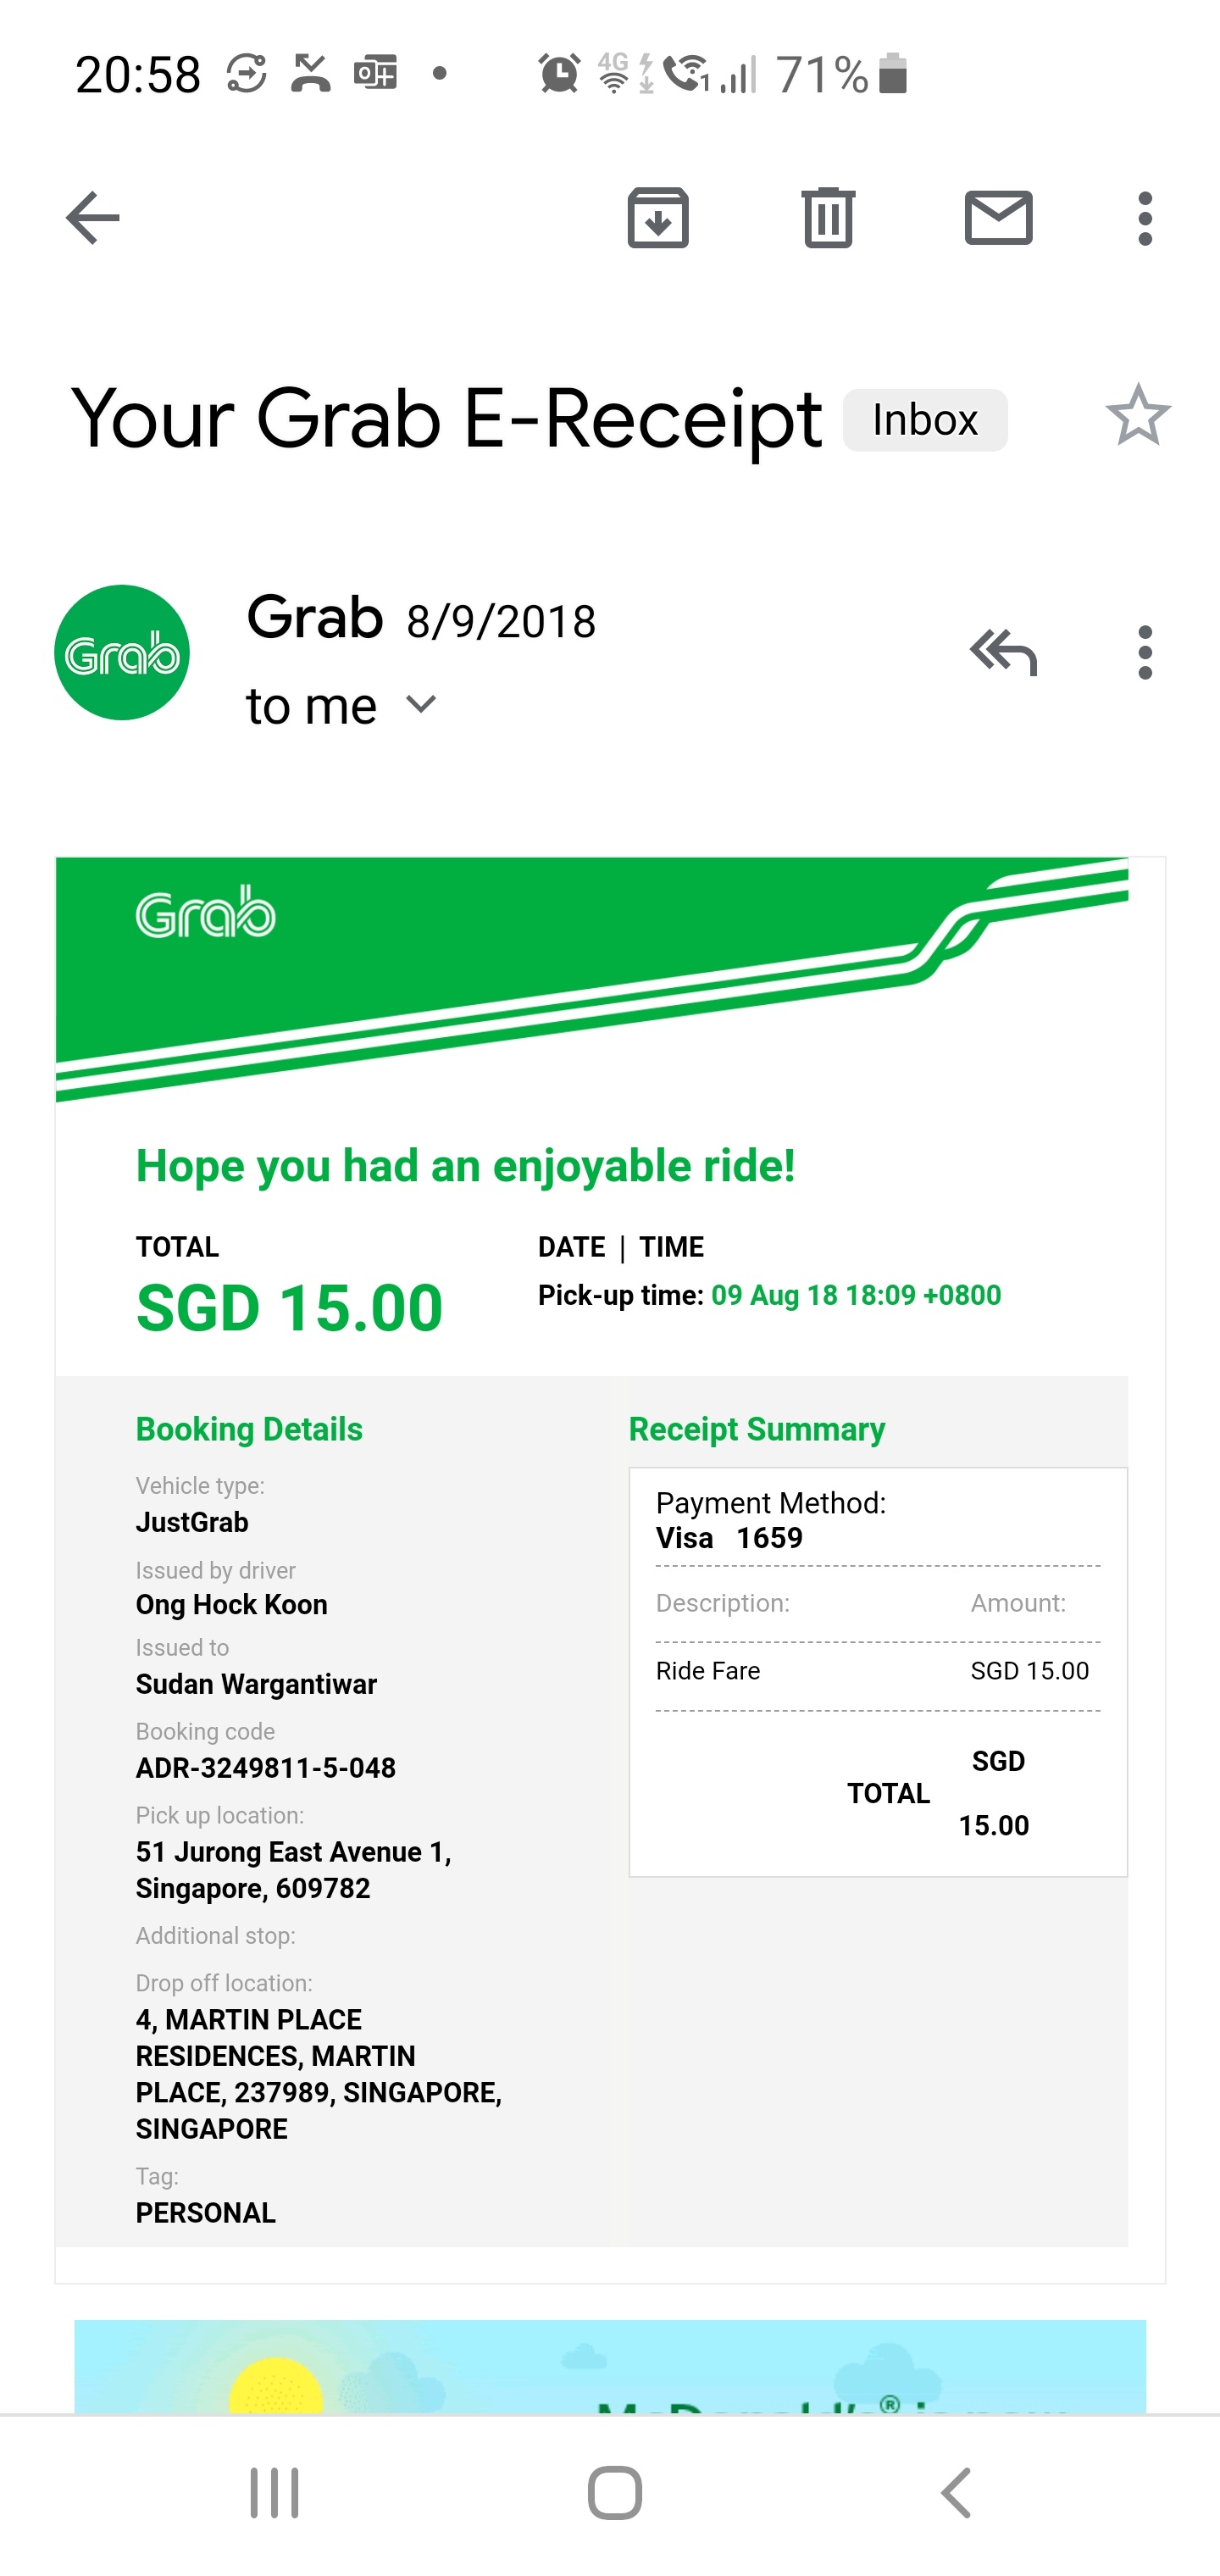 20:58
4G
1
71%
Your Grab E-Receipt Inbox
Grab
Grab 8/9/2018
to me
Grab
Hope you had an enjoyable ride!
TOTAL
SGD 15.00
DATE | TIME
Pick-up time: 09 Aug 18 18:09 +0800
Booking Details
Vehicle type:
JustGrab
Issued by driver
Ong Hock Koon
Issued to
Sudan Wargantiwar
Booking code
ADR-3249811-5-048
Pick up location:
51 Jurong East Avenue 1,
Singapore, 609782
Additional stop:
Drop off location:
4, MARTIN PLACE
RESIDENCES, MARTIN
PLACE, 237989, SINGAPORE,
SINGAPORE
Tag:
PERSONAL
Receipt Summary
Payment Method:
Visa 1659
Description: Amount:
Ride Fare SGD 15.00
SGD
TOTAL
15.00
McDonald's®